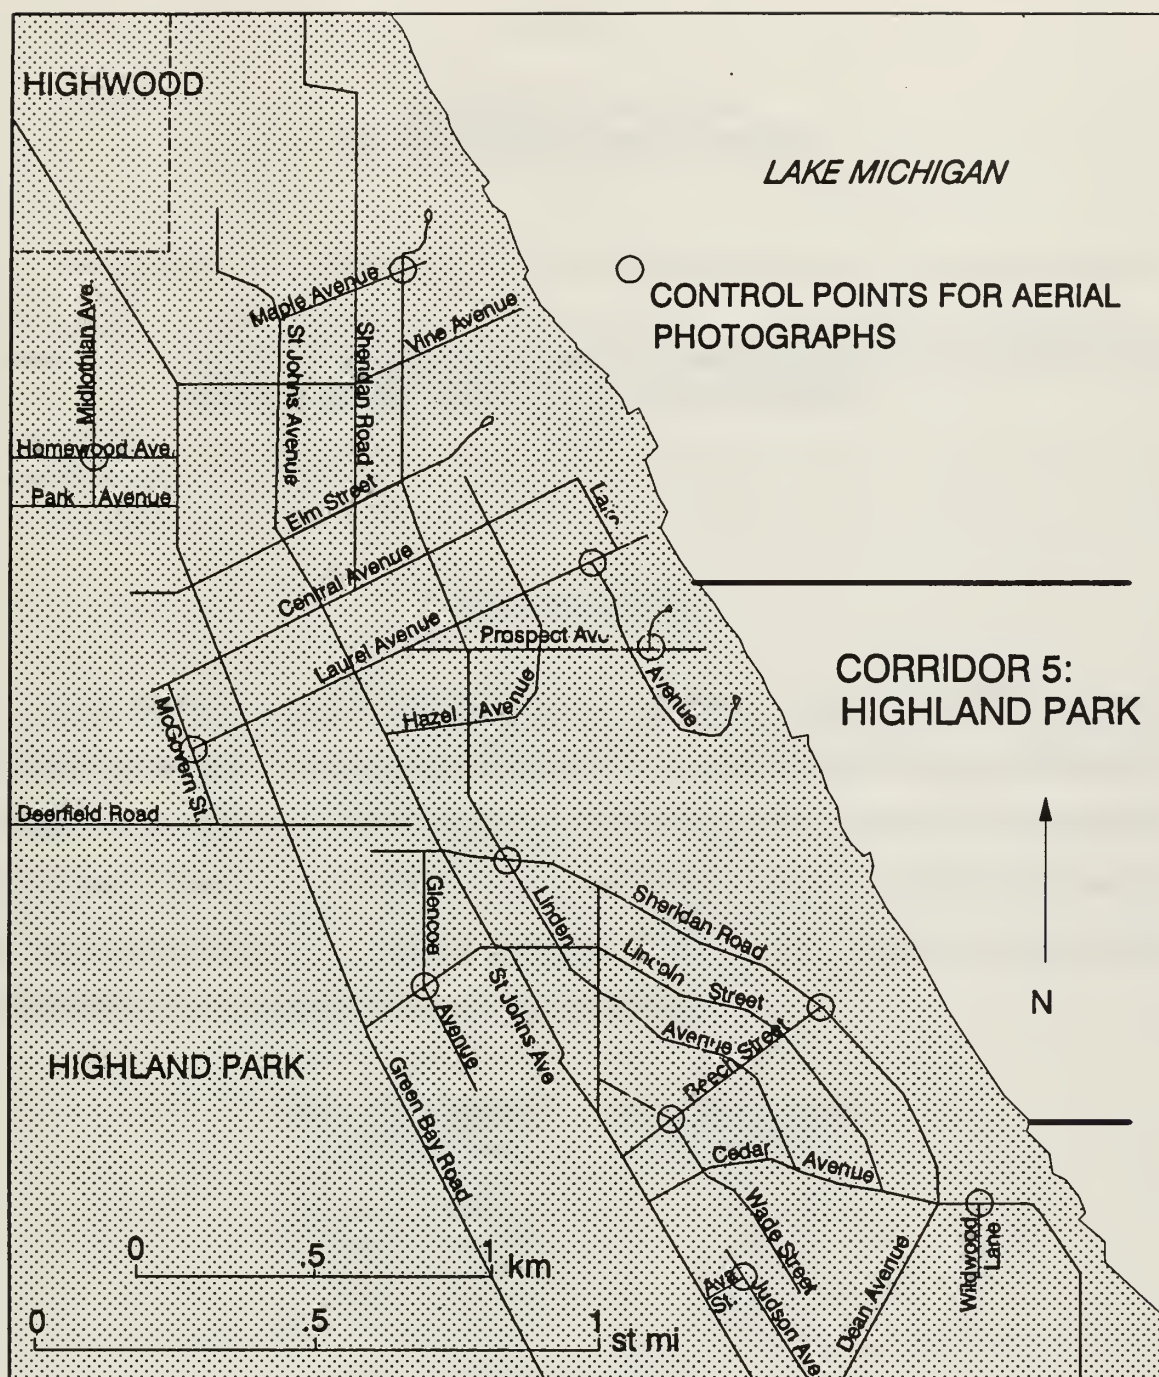 HIGHWOOD
LAKE MICHIGAN
CONTROL POINTS FOR AERIAL
PHOTOGRAPHS
Maple Avenue
Vine Avenue
Midlothian Ave.
St Johns Avenue
Sheridan Road
Homewood Ave.
Park Avenue
Elm Street
Central Avenue
Laurel Avenue
Prospect
Avenue
Hazel Avenue
McGovern St.
CORRIDOR 5:
HIGHLAND PARK
Deerfield Road
Glencoe
Avenue
Linden
Avenue
Sheridan Road
Lincoln Street
St Johns Ave
Beech Street
N
HIGHLAND PARK
Green Bay Road
Cedar Avenue
Wade Street
Dean Avenue
Wildwood
Lane
Ava
St.
Judson Ave
0 .5 1 km
0 .5 1 st mi